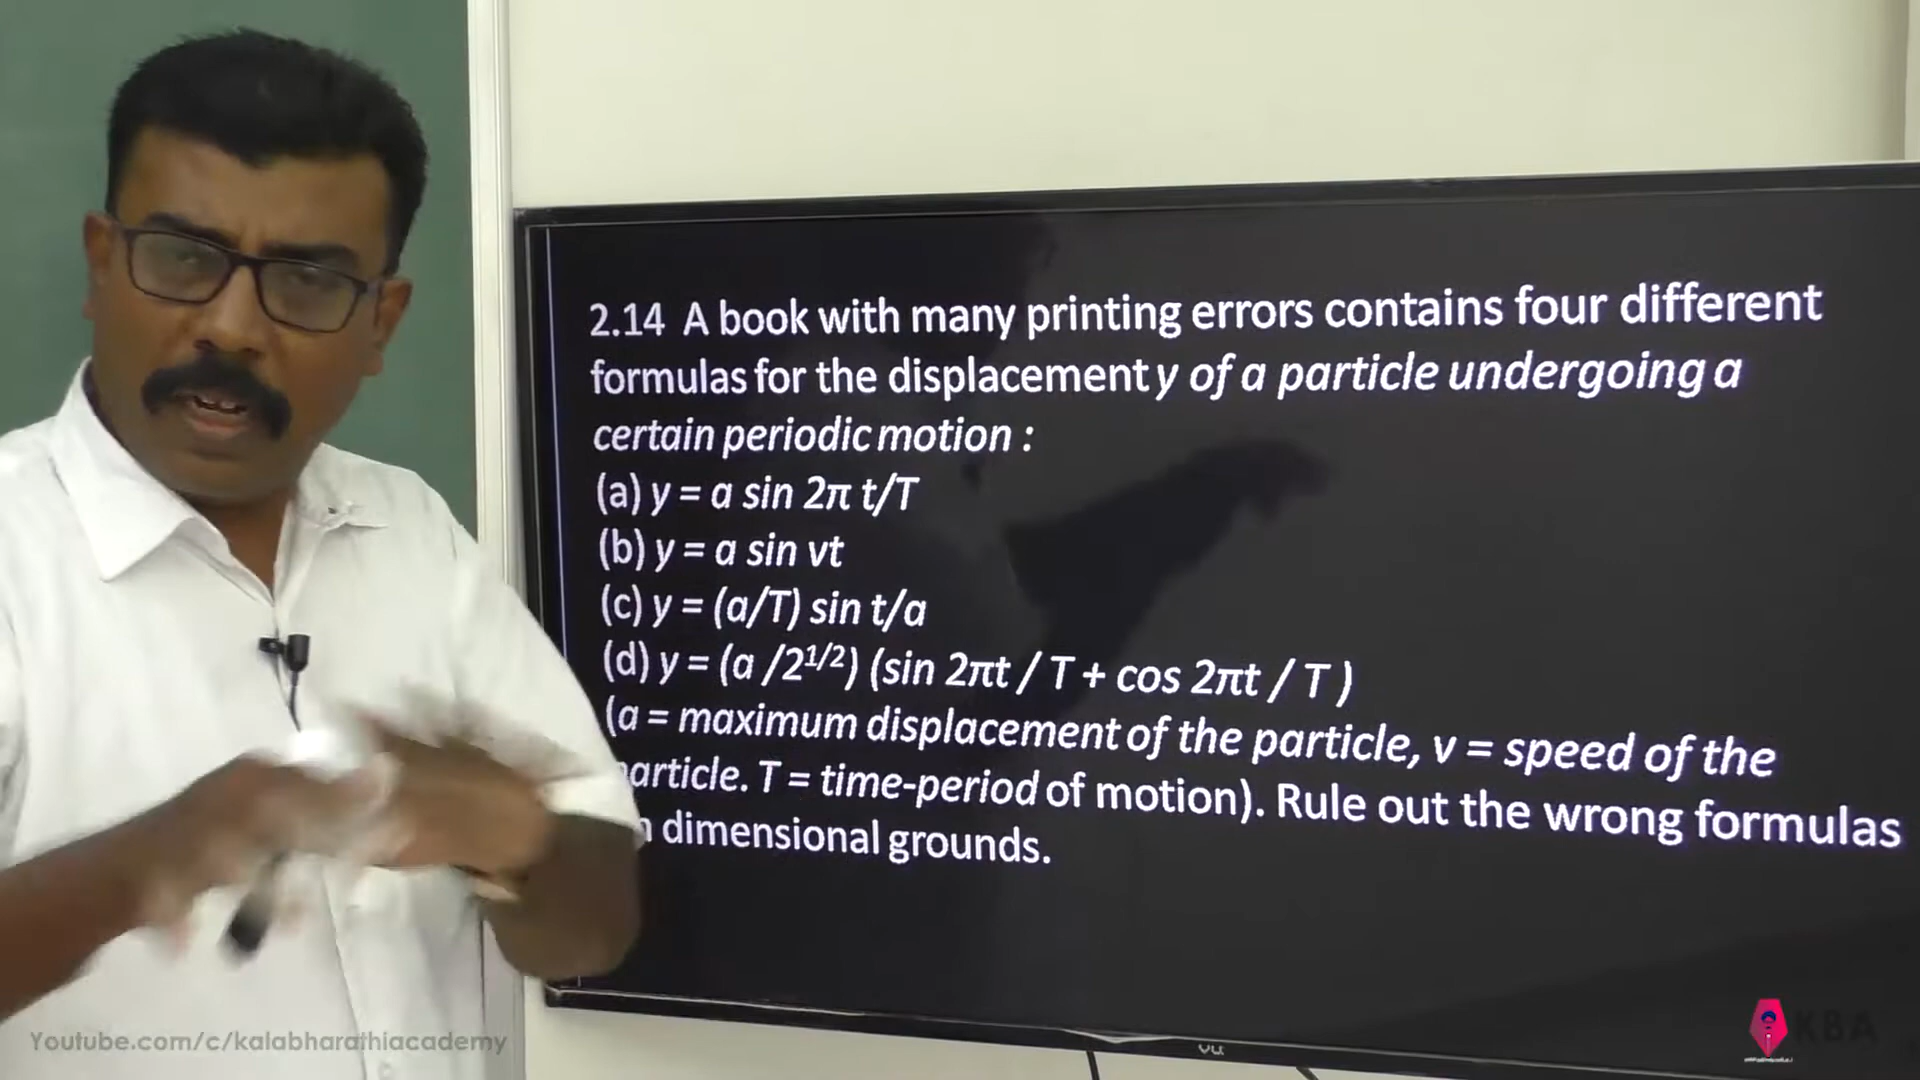 2.14 A book with many printing errors contains four different
formulas for the displacement y of a particle undergoing a
certain periodic motion :
(a) y = a sin 2π t/T
(b) y = a sin vt
(c) y = (a/T) sin t/a
(d) y = (a /2^{1/2}) (sin 2πt / T + cos 2πt / T )
(a = maximum displacement of the particle, v = speed of the
article. T = time-period of motion). Rule out the wrong formulas
dimensional grounds.
Youtube.com/c/kalabharathiacademy
KBA